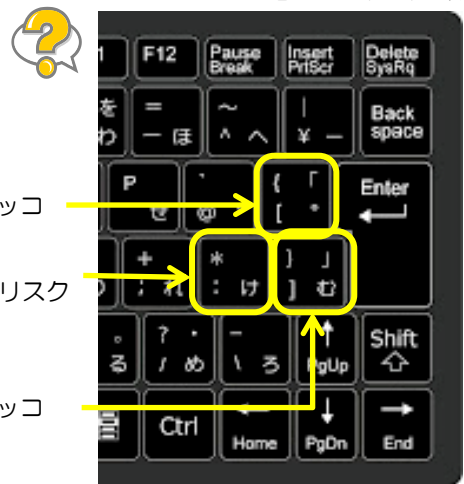 F12 Pause Break Insert PrtScr Delete SysRq
を わ = - ほ ~ ^ へ | ¥ ー Back space
P せ ` @ { 「 [ ° Enter
ッコ
+ ; れ * : け } 」 ] む
リスク
。 る ? ・ / め _ \ ろ ↑ PgUp Shift
ッコ
Ctrl ← Home ↓ PgDn → End